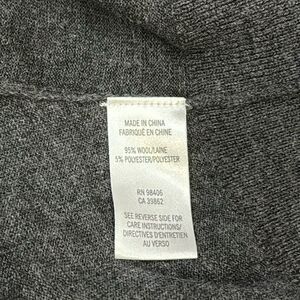 MADE IN CHINA
FABRIQUÉ EN CHINE
95% WOOL/LAINE
5% POLYESTER/POLYESTER
RN 98406
CA 39862
SEE REVERSE SIDE FOR
CARE INSTRUCTIONS/
DIRECTIVES D'ENTRETIEN
AU VERSO